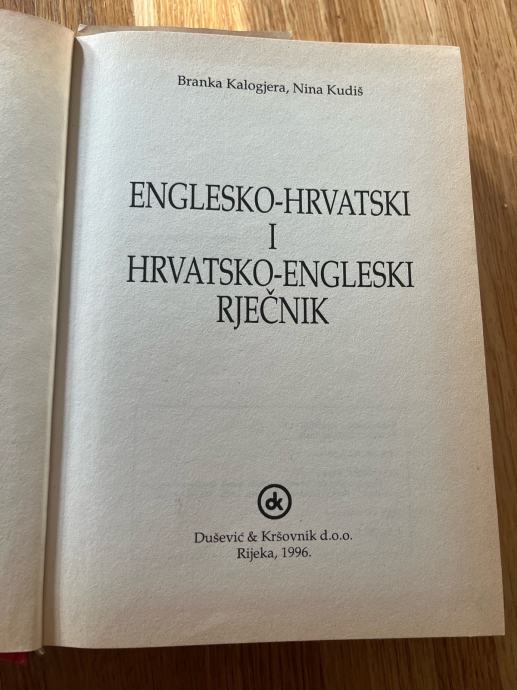 Branka Kalogjera, Nina Kudiš
ENGLESKO-HRVATSKI
I
HRVATSKO-ENGLESKI
RJEČNIK
dk
Dušević & Kršovnik d.o.o.
Rijeka, 1996.